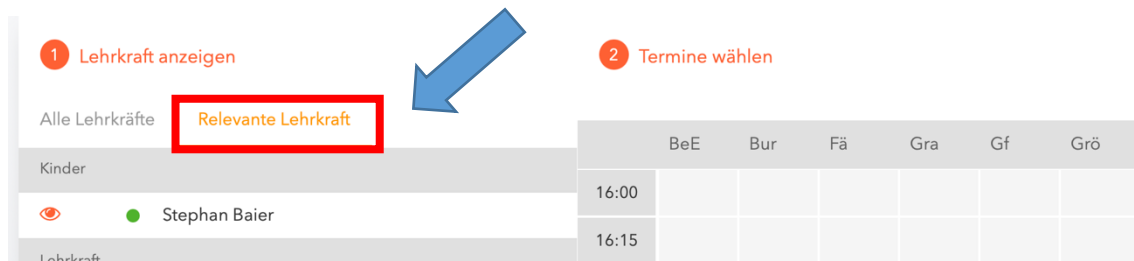 1 Lehrkraft anzeigen
Alle Lehrkräfte Relevante Lehrkraft
Kinder
Stephan Baier
Lehrkraft
2 Termine wählen
BeE Bur Fä Gra Gf Grö
16:00
16:15